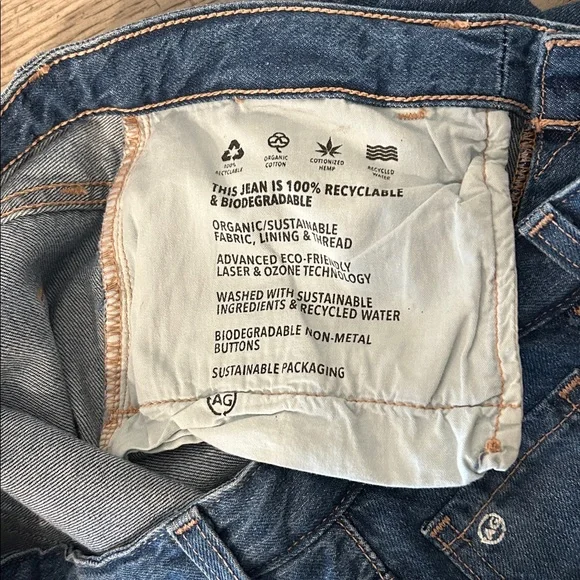 100%
RECYCLABLE
ORGANIC
COTTON
COTTONIZED
HEMP
RECYCLED
WATER
THIS JEAN IS 100% RECYCLABLE
& BIODEGRADABLE
ORGANIC/SUSTAINABLE
FABRIC, LINING & THREAD
ADVANCED ECO-FRIENDLY
LASER & OZONE TECHNOLOGY
WASHED WITH SUSTAINABLE
INGREDIENTS & RECYCLED WATER
BIODEGRADABLE NON-METAL
BUTTONS
SUSTAINABLE PACKAGING
AG